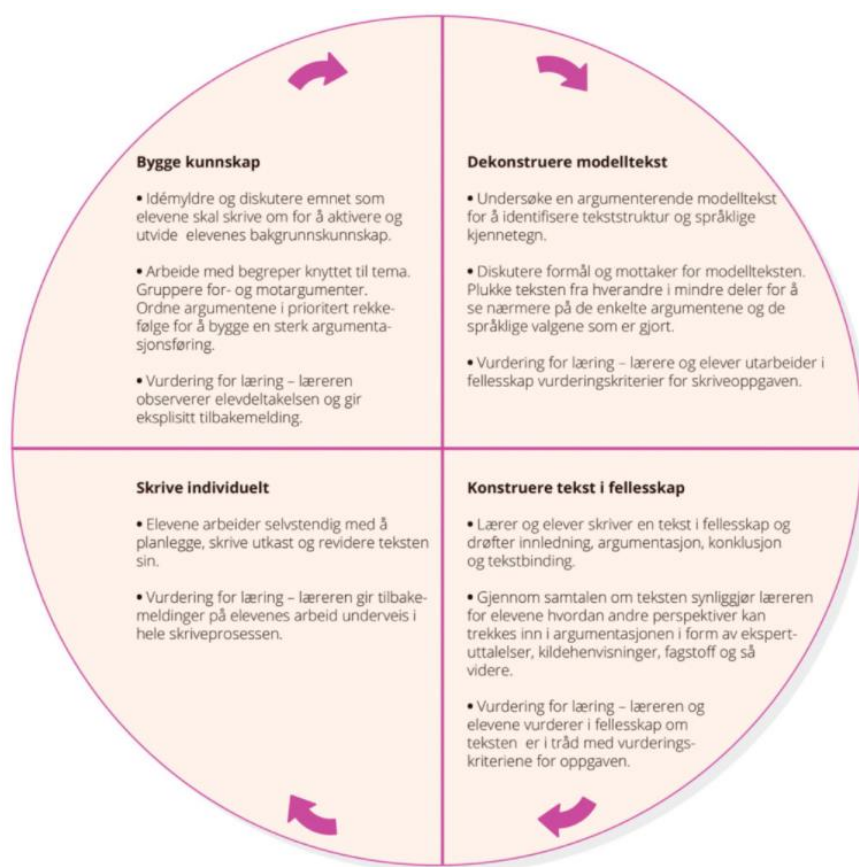 Bygge kunnskap
• Idémyldre og diskutere emnet som
elevene skal skrive om for å aktivere og
utvide elevenes bakgrunnskunnskap.
• Arbeide med begreper knyttet til tema.
Gruppere for- og motargumenter.
Ordne argumentene i prioritert rekke-
følge for å bygge en sterk argumenta-
sjonsføring.
• Vurdering for læring – læreren
observerer elevdeltakelsen og gir
eksplisitt tilbakemelding.
Dekonstruere modelltekst
• Undersøke en argumenterende modelltekst
for å identifisere tekststruktur og språklige
kjennetegn.
• Diskutere formål og mottaker for modellteksten.
Plukke teksten fra hverandre i mindre deler for å
se nærmere på de enkelte argumentene og de
språklige valgene som er gjort.
• Vurdering for læring – lærere og elever utarbeider i
fellesskap vurderingskriterier for skriveoppgaven.
Skrive individuelt
• Elevene arbeider selvstendig med å
planlegge, skrive utkast og revidere teksten
sin.
• Vurdering for læring – læreren gir tilbake-
meldinger på elevenes arbeid underveis i
hele skriveprosessen.
Konstruere tekst i fellesskap
• Lærer og elever skriver en tekst i fellesskap og
drøfter innledning, argumentasjon, konklusjon
og tekstbinding.
• Gjennom samtalen om teksten synliggjør læreren
for elevene hvordan andre perspektiver kan
trekkes inn i argumentasjonen i form av ekspert-
uttalelser, kildehenvisninger, fagstoff og så
videre.
• Vurdering for læring – læreren og
elevene vurderer i fellesskap om
teksten er i tråd med vurderings-
kriteriene for oppgaven.